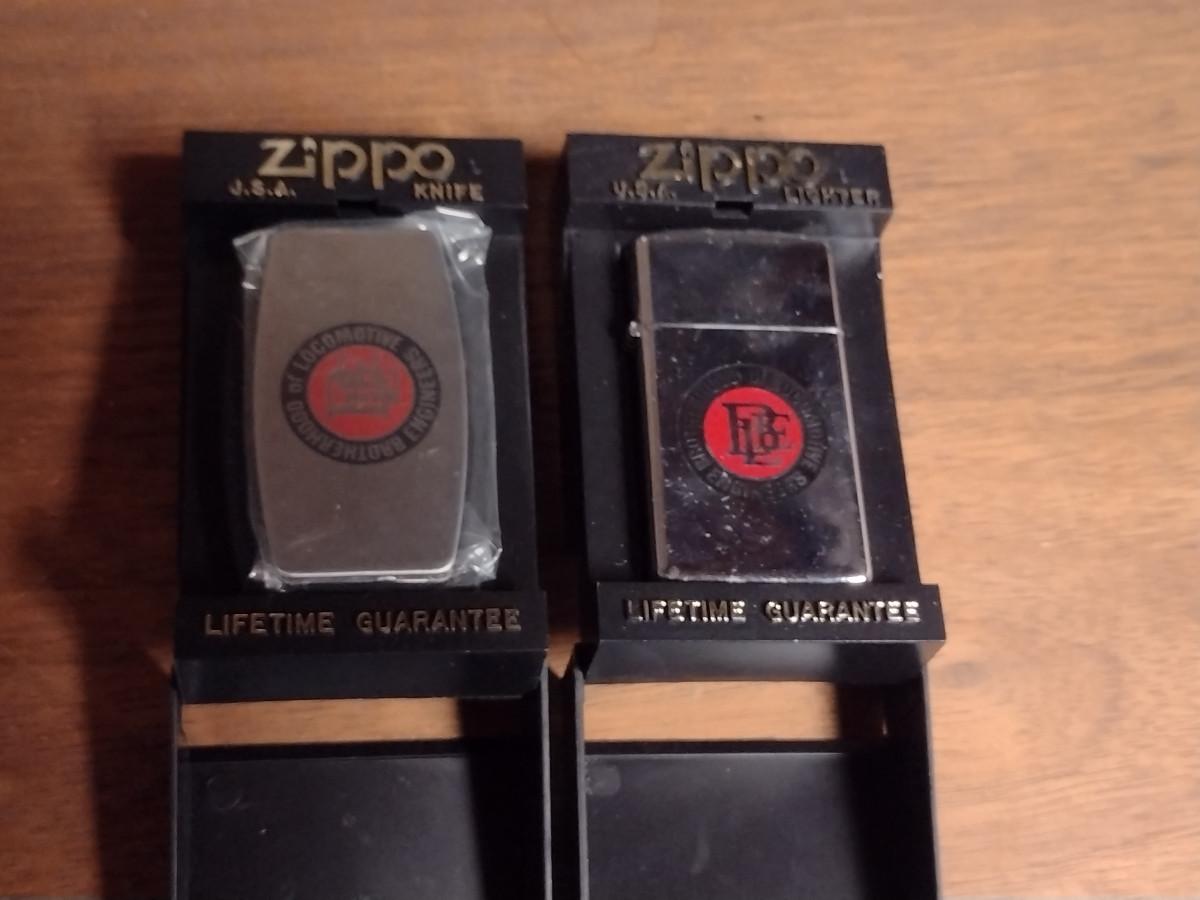 zippo
U.S.A. KNIFE
BROTHERHOOD of LOCOMOTIVE ENGINEERS
LIFETIME GUARANTEE
zippo
U.S.A. LIGHTER
BLE
LIFETIME GUARANTEE